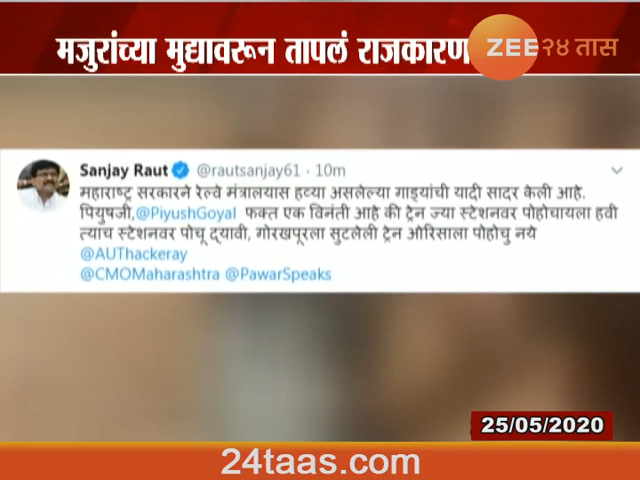 मजुरांच्या मुद्यावरून तापलं राजकारण
ZEE २४ तास
Sanjay Raut @rautsanjay61 · 10m
महाराष्ट्र सरकारने रेल्वे मंत्रालयास हव्या असलेल्या गाड्यांची यादी सादर केली आहे.
पियुषजी,@PiyushGoyal फक्त एक विनंती आहे की ट्रेन ज्या स्टेशनवर पोहोचायला हवी
त्याच स्टेशनवर पोचू द्यावी, गोरखपूरला सुटलेली ट्रेन ओरिसाला पोहोचु नये
@AUThackeray
@CMOMaharashtra @PawarSpeaks
25/05/2020
24taas.com